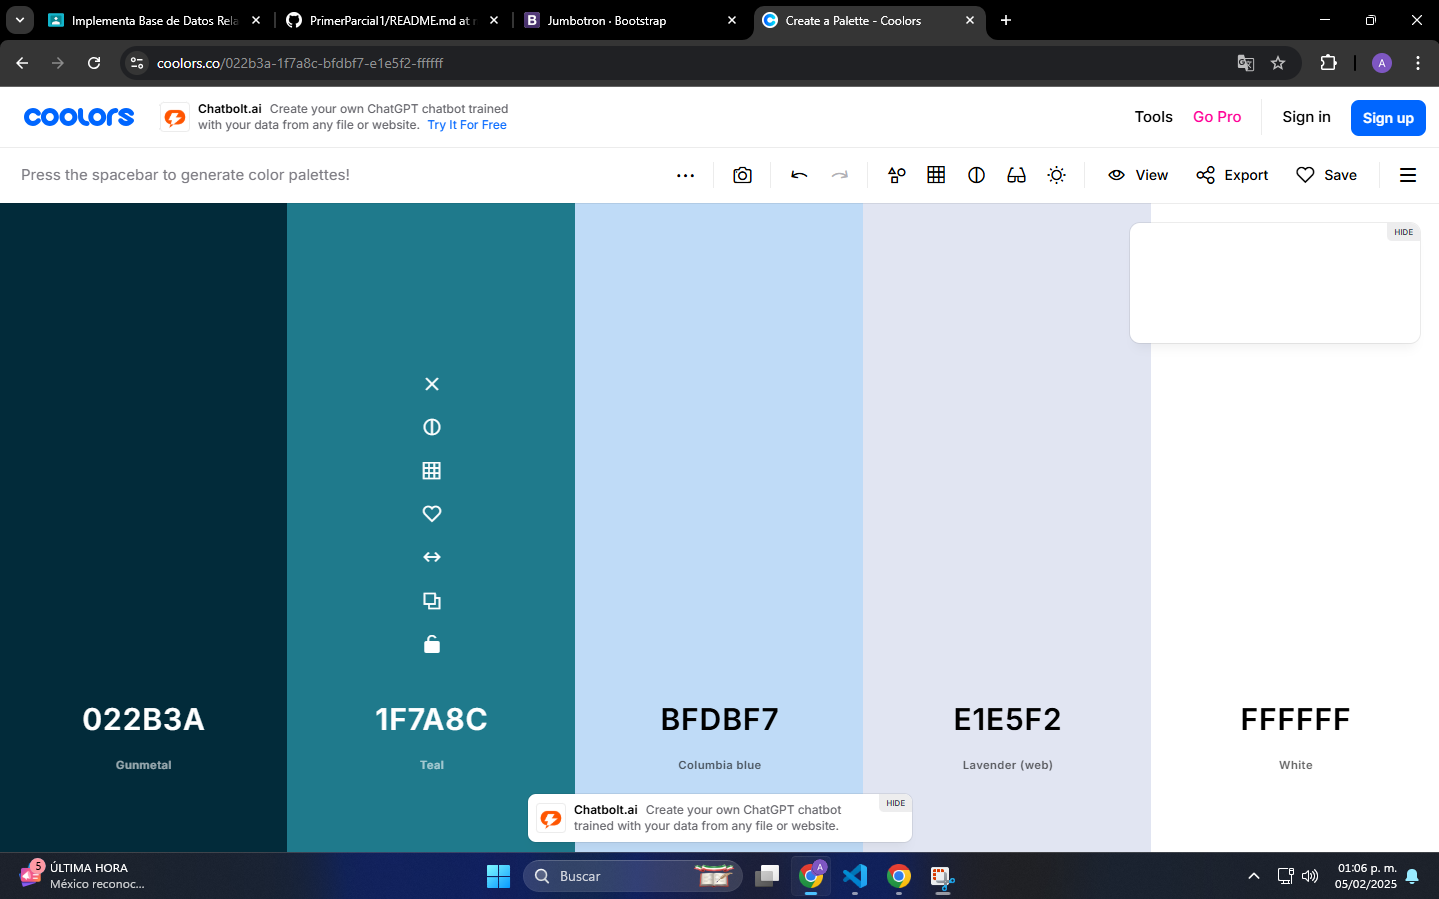 Implementa Base de Datos Rela
PrimerParcial1/README.md at r
Jumbotron · Bootstrap
Create a Palette - Coolors
coolors.co/022b3a-1f7a8c-bfdbf7-e1e5f2-ffffff
A
coolors
Chatbolt.ai Create your own ChatGPT chatbot trained
with your data from any file or website. Try It For Free
Tools
Go Pro
Sign in
Sign up
Press the spacebar to generate color palettes!
View
Export
Save
HIDE
022B3A
1F7A8C
BFDBF7
E1E5F2
FFFFFF
Gunmetal
Teal
Columbia blue
Lavender (web)
White
Chatbolt.ai Create your own ChatGPT chatbot
trained with your data from any file or website.
HIDE
5
ÚLTIMA HORA
México reconoc...
Buscar
A
01:06 p. m.
05/02/2025